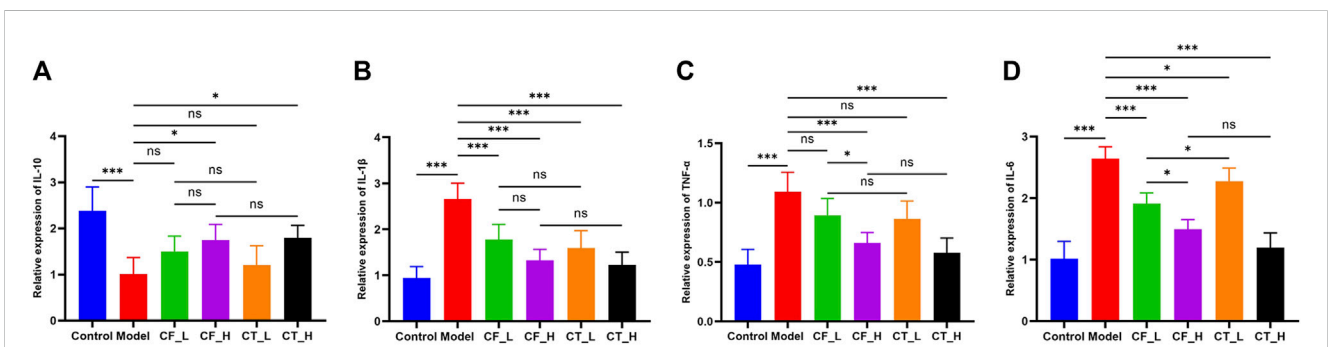 A
*
ns
*
ns
***
ns
ns
ns
Relative expression of IL-10
4
3
2
1
0
Control Model CF_L CF_H CT_L CT_H
B
***
***
***
***
***
ns
ns
ns
Relative expression of IL-1β
4
3
2
1
0
Control Model CF_L CF_H CT_L CT_H
C
***
ns
***
ns
*
***
ns
ns
Relative expression of TNF-α
1.5
1.0
0.5
0.0
Control Model CF_L CF_H CT_L CT_H
D
***
*
***
***
***
ns
*
*
Relative expression of IL-6
3
2
1
0
Control Model CF_L CF_H CT_L CT_H